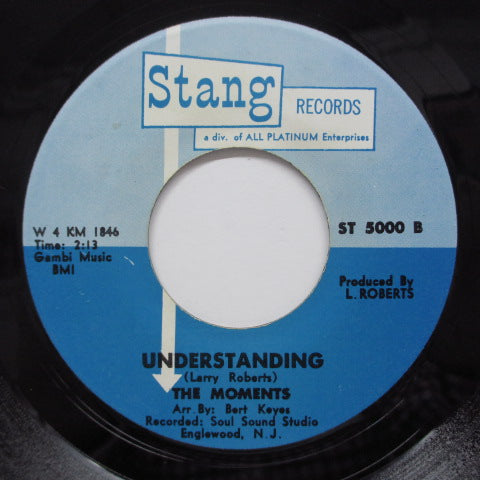 Stang
RECORDS
a div. of ALL PLATINUM Enterprises
W 4 KM 1846
Time: 2:13
Gambi Music
BMI
ST 5000 B
Produced By
L. ROBERTS
UNDERSTANDING
(Larry Roberts)
THE MOMENTS
Arr. By: Bert Keyes
Recorded: Soul Sound Studio
Englewood, N. J.